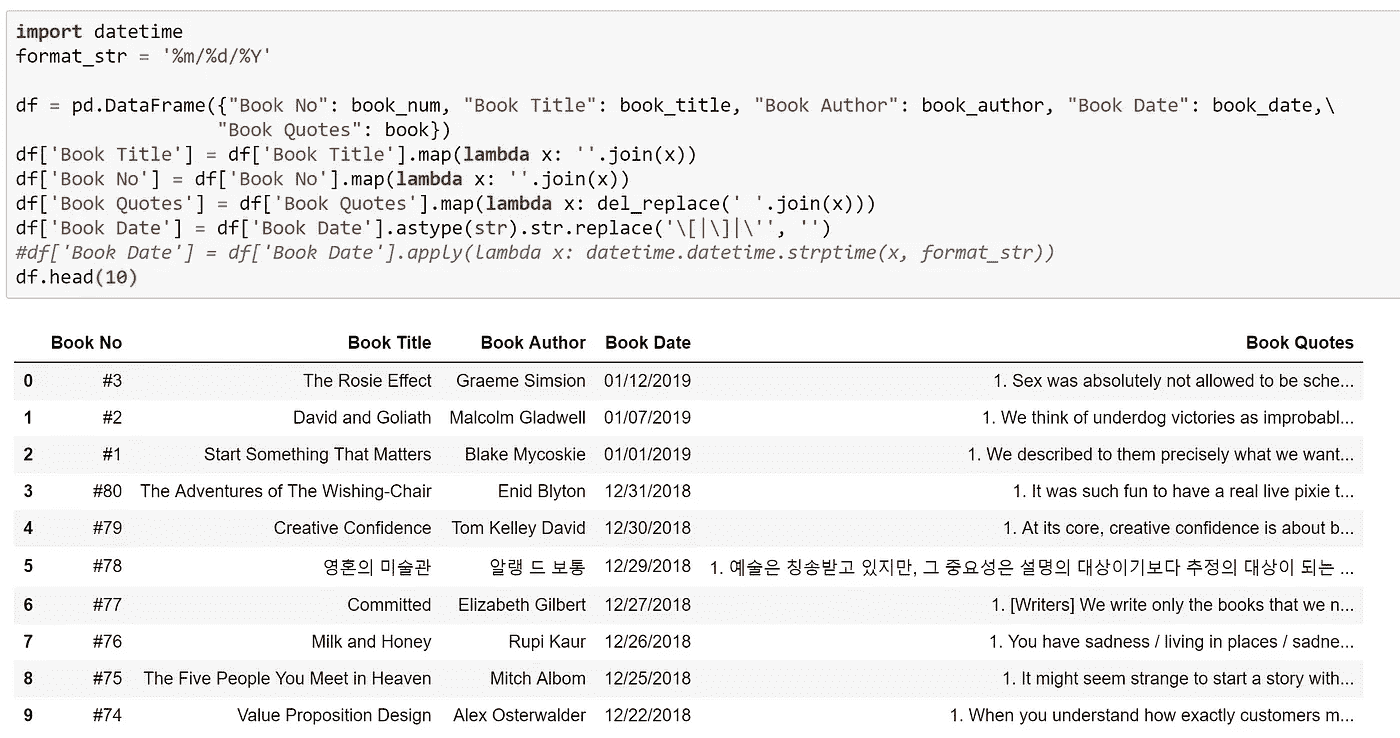 import datetime
format_str = '%m/%d/%Y'
df = pd.DataFrame({"Book No": book_num, "Book Title": book_title, "Book Author": book_author, "Book Date": book_date,\
"Book Quotes": book})
df['Book Title'] = df['Book Title'].map(lambda x: ''.join(x))
df['Book No'] = df['Book No'].map(lambda x: ''.join(x))
df['Book Quotes'] = df['Book Quotes'].map(lambda x: del_replace(' '.join(x)))
df['Book Date'] = df['Book Date'].astype(str).str.replace('\[|\]|\'', '')
#df['Book Date'] = df['Book Date'].apply(lambda x: datetime.datetime.strptime(x, format_str))
df.head(10)
Book No Book Title Book Author Book Date Book Quotes
0 #3 The Rosie Effect Graeme Simsion 01/12/2019 1. Sex was absolutely not allowed to be sche...
1 #2 David and Goliath Malcolm Gladwell 01/07/2019 1. We think of underdog victories as improbabl...
2 #1 Start Something That Matters Blake Mycoskie 01/01/2019 1. We described to them precisely what we want...
3 #80 The Adventures of The Wishing-Chair Enid Blyton 12/31/2018 1. It was such fun to have a real live pixie t...
4 #79 Creative Confidence Tom Kelley David 12/30/2018 1. At its core, creative confidence is about b...
5 #78 영혼의 미술관 알랭 드 보통 12/29/2018 1. 예술은 칭송받고 있지만, 그 중요성은 설명의 대상이기보다 추정의 대상이 되는 ...
6 #77 Committed Elizabeth Gilbert 12/27/2018 1. [Writers] We write only the books that we n...
7 #76 Milk and Honey Rupi Kaur 12/26/2018 1. You have sadness / living in places / sadne...
8 #75 The Five People You Meet in Heaven Mitch Albom 12/25/2018 1. It might seem strange to start a story with...
9 #74 Value Proposition Design Alex Osterwalder 12/22/2018 1. When you understand how exactly customers m...